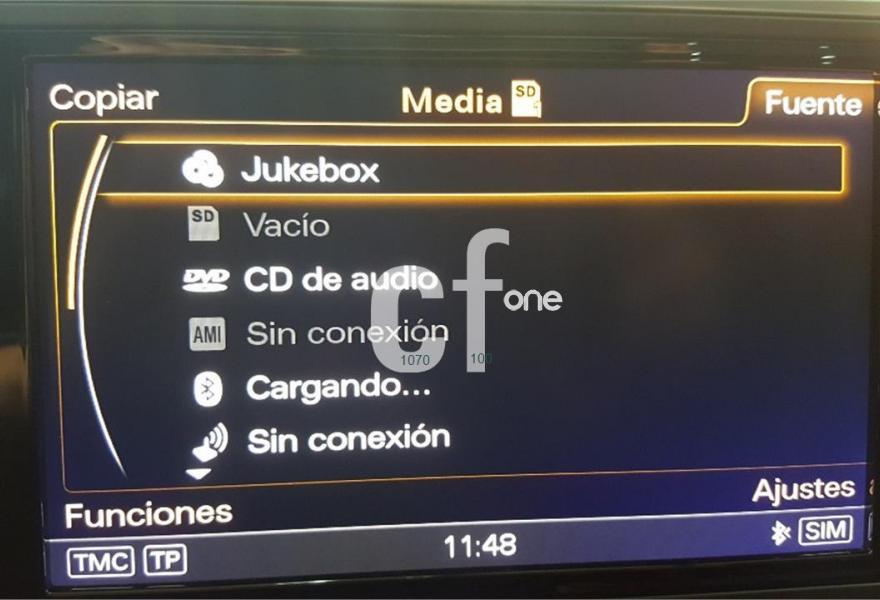 Copiar
Media SD
Fuente
Jukebox
SD Vacío
DVD CD de audio
AMI Sin conexión
Cargando...
Sin conexión
Funciones
Ajustes
TMC TP
11:48
SIM
cf one
1070